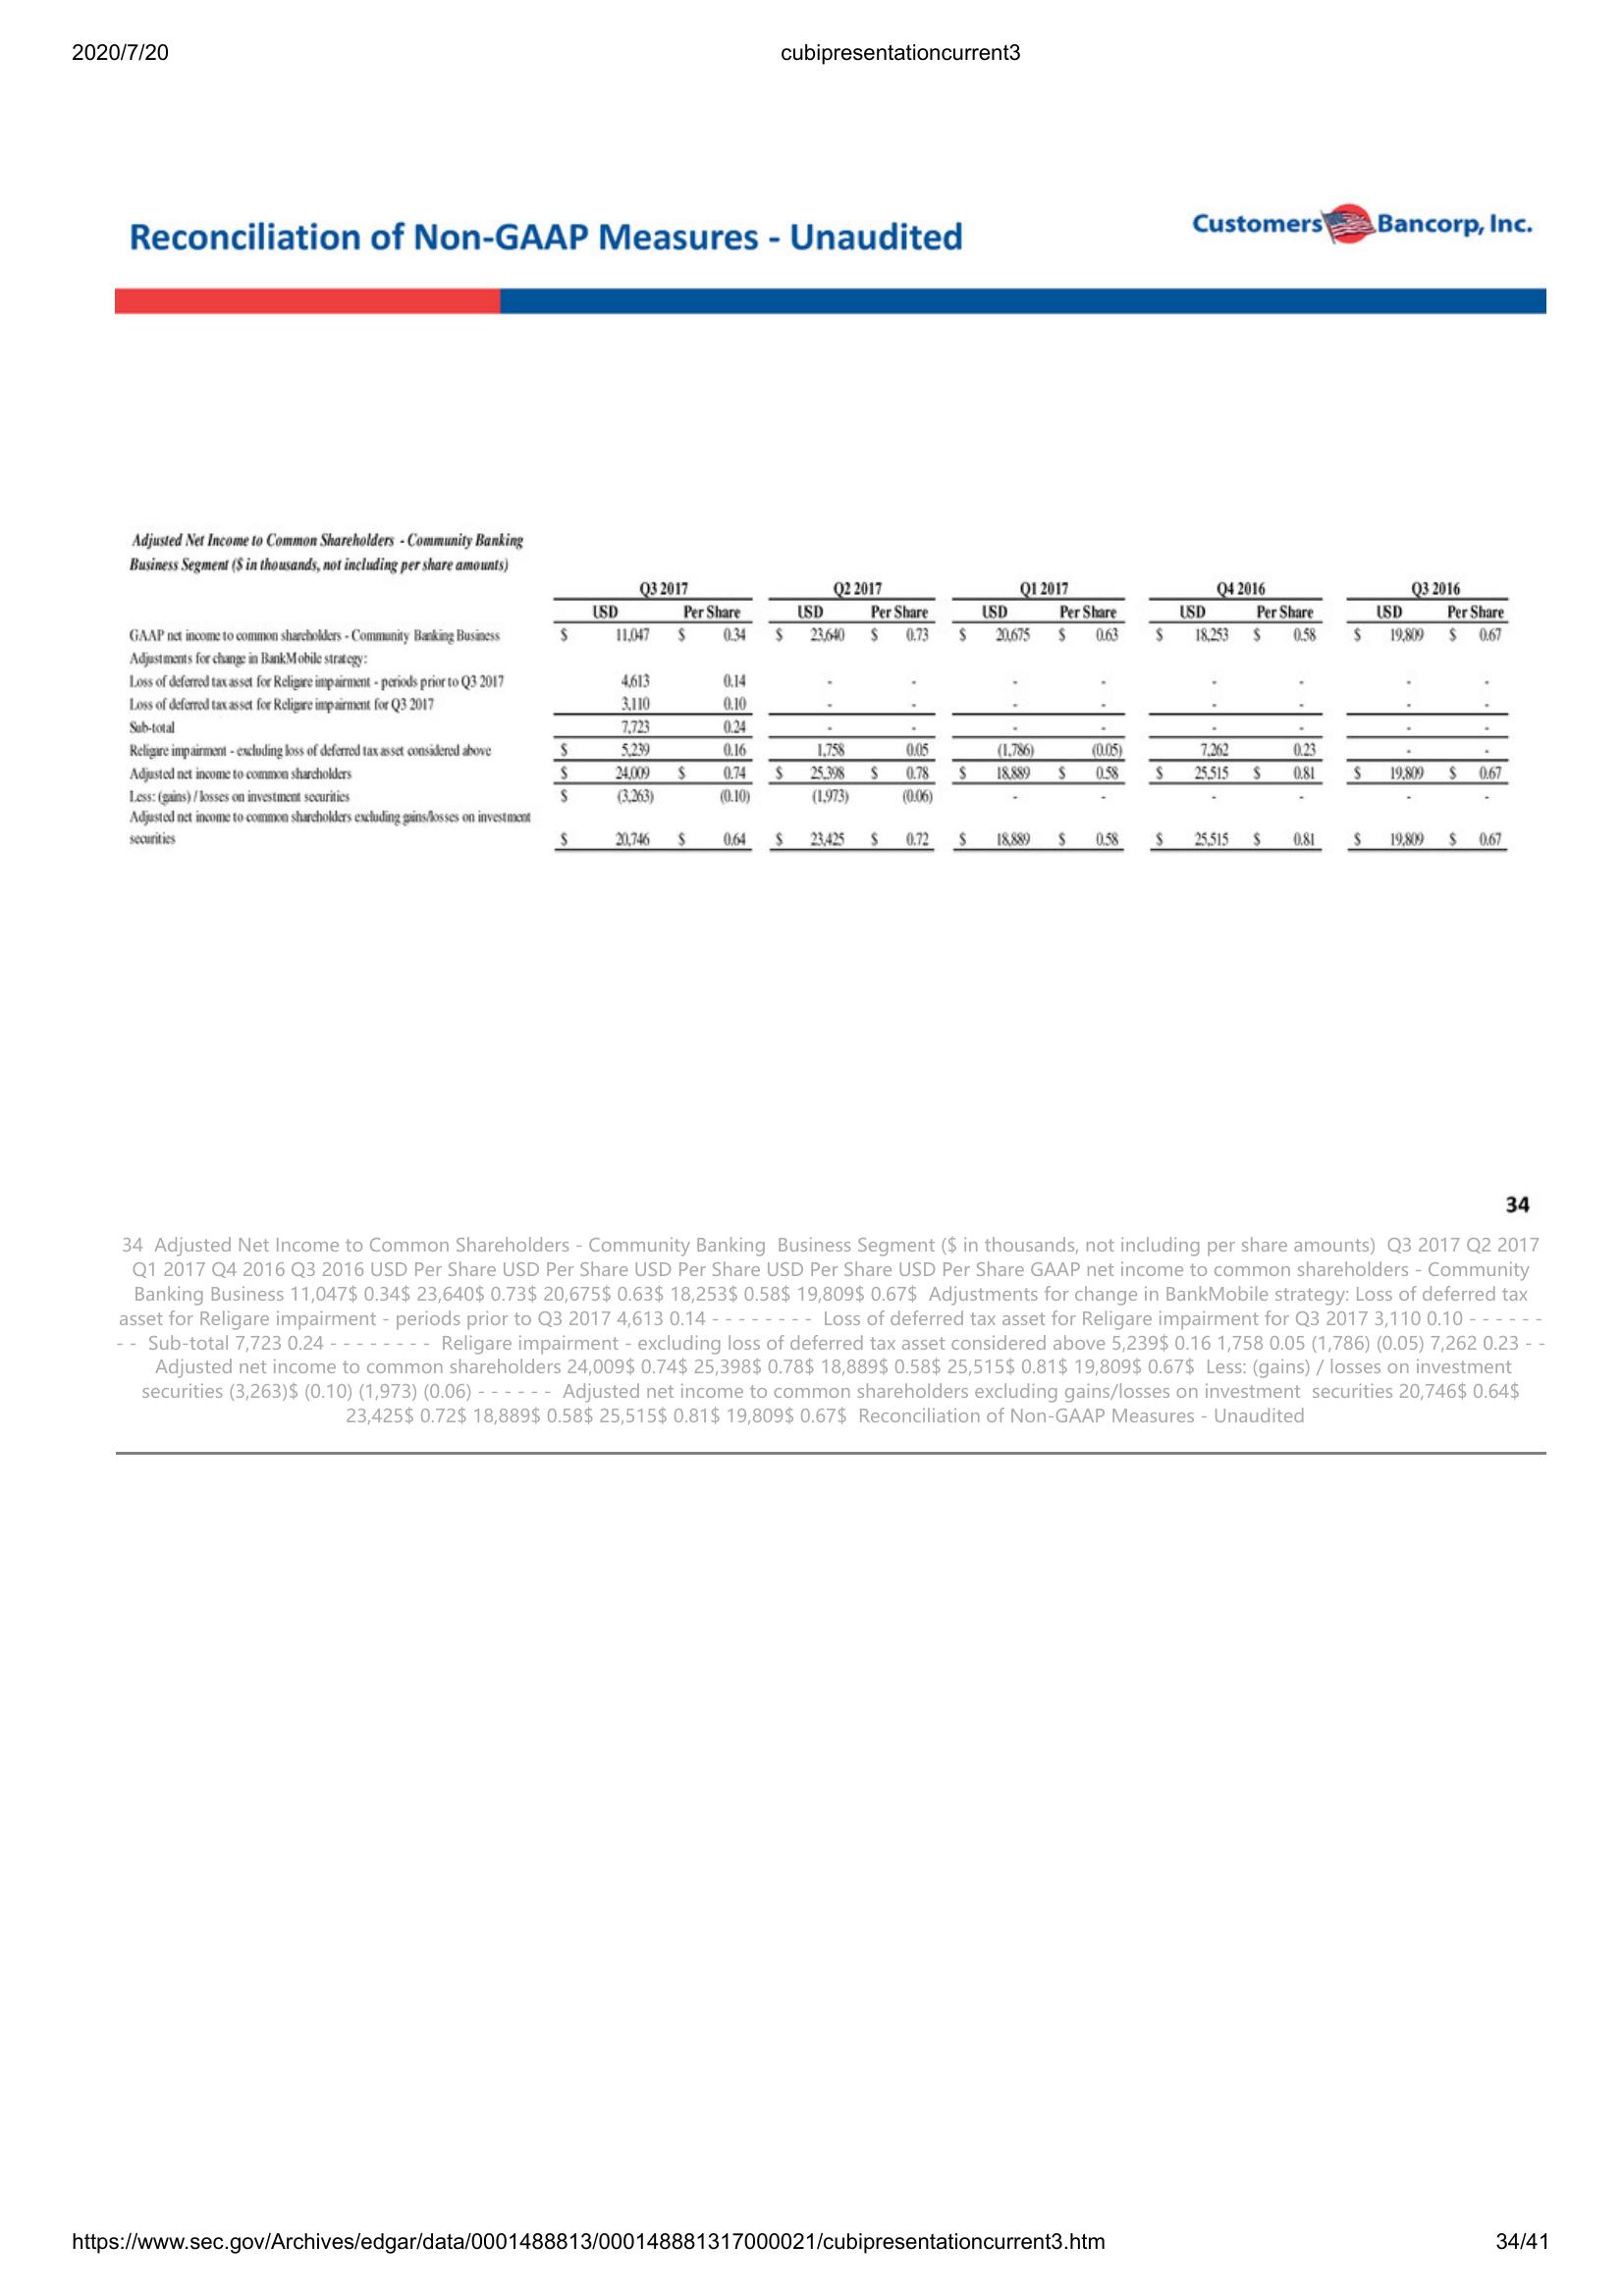 2020/7/20 cubipresentationcurrent3
Reconciliation of Non-GAAP Measures - Unaudited Customers Bancorp, Inc.
Adjusted Net Income to Common Shareholders - Community Banking
Business Segment ($ in thousands, not including per share amounts)
Q3 2017 Q2 2017 Q1 2017 Q4 2016 Q3 2016
USD Per Share USD Per Share USD Per Share USD Per Share USD Per Share
GAAP net income to common shareholders - Community Banking Business $ 11,047 $ 0.34 $ 23,640 $ 0.73 $ 20,675 $ 0.63 $ 18,253 $ 0.58 $ 19,809 $ 0.67
Adjustments for change in BankMobile strategy:
Loss of deferred tax asset for Religare impairment - periods prior to Q3 2017 4,613 0.14 - - - - - - - -
Loss of deferred tax asset for Religare impairment for Q3 2017 3,110 0.10 - - - - - - - -
Sub-total 7,723 0.24 - - - - - - - -
Religare impairment - excluding loss of deferred tax asset considered above $ 5,239 0.16 1,758 0.05 (1,786) (0.05) 7,262 0.23 - -
Adjusted net income to common shareholders $ 24,009 $ 0.74 $ 25,398 $ 0.78 $ 18,889 $ 0.58 $ 25,515 $ 0.81 $ 19,809 $ 0.67
Less: (gains) / losses on investment securities $ (3,263) (0.10) (1,973) (0.06) - - - - - -
Adjusted net income to common shareholders excluding gains/losses on investment
securities $ 20,746 $ 0.64 $ 23,425 $ 0.72 $ 18,889 $ 0.58 $ 25,515 $ 0.81 $ 19,809 $ 0.67
34
34 Adjusted Net Income to Common Shareholders - Community Banking Business Segment ($ in thousands, not including per share amounts) Q3 2017 Q2 2017
Q1 2017 Q4 2016 Q3 2016 USD Per Share USD Per Share USD Per Share USD Per Share USD Per Share GAAP net income to common shareholders - Community
Banking Business 11,047$ 0.34$ 23,640$ 0.73$ 20,675$ 0.63$ 18,253$ 0.58$ 19,809$ 0.67$ Adjustments for change in BankMobile strategy: Loss of deferred tax
asset for Religare impairment - periods prior to Q3 2017 4,613 0.14 - - - - - - - - Loss of deferred tax asset for Religare impairment for Q3 2017 3,110 0.10 - - - - - -
- - Sub-total 7,723 0.24 - - - - - - - - Religare impairment - excluding loss of deferred tax asset considered above 5,239$ 0.16 1,758 0.05 (1,786) (0.05) 7,262 0.23 - -
Adjusted net income to common shareholders 24,009$ 0.74$ 25,398$ 0.78$ 18,889$ 0.58$ 25,515$ 0.81$ 19,809$ 0.67$ Less: (gains) / losses on investment
securities (3,263)$ (0.10) (1,973) (0.06) - - - - - - Adjusted net income to common shareholders excluding gains/losses on investment securities 20,746$ 0.64$
23,425$ 0.72$ 18,889$ 0.58$ 25,515$ 0.81$ 19,809$ 0.67$ Reconciliation of Non-GAAP Measures - Unaudited
https://www.sec.gov/Archives/edgar/data/0001488813/000148881317000021/cubipresentationcurrent3.htm 34/41